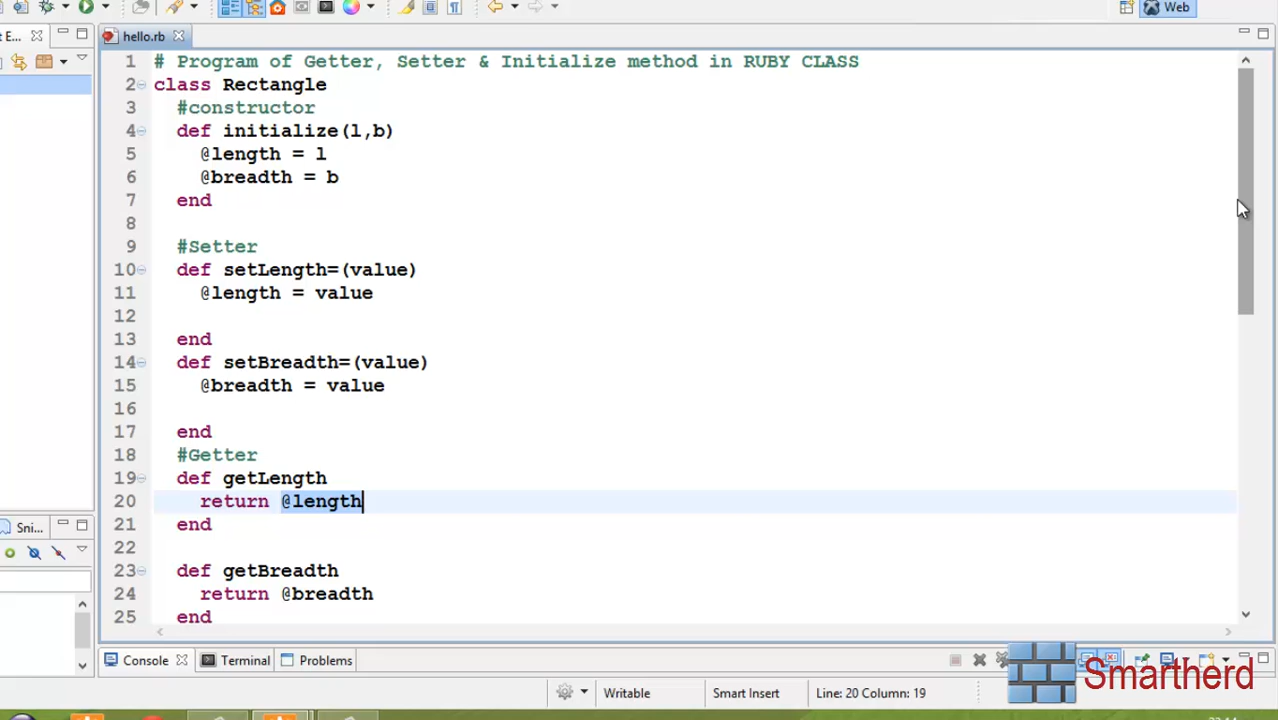 Web
E...
hello.rb
1 # Program of Getter, Setter & Initialize method in RUBY CLASS
2 class Rectangle
3 #constructor
4 def initialize(l,b)
5 @length = l
6 @breadth = b
7 end
8
9 #Setter
10 def setLength=(value)
11 @length = value
12
13 end
14 def setBreadth=(value)
15 @breadth = value
16
17 end
18 #Getter
19 def getLength
20 return @length
21 end
22
23 def getBreadth
24 return @breadth
25 end
Sni...
Console Terminal Problems
Smartherd
Writable Smart Insert Line: 20 Column: 19